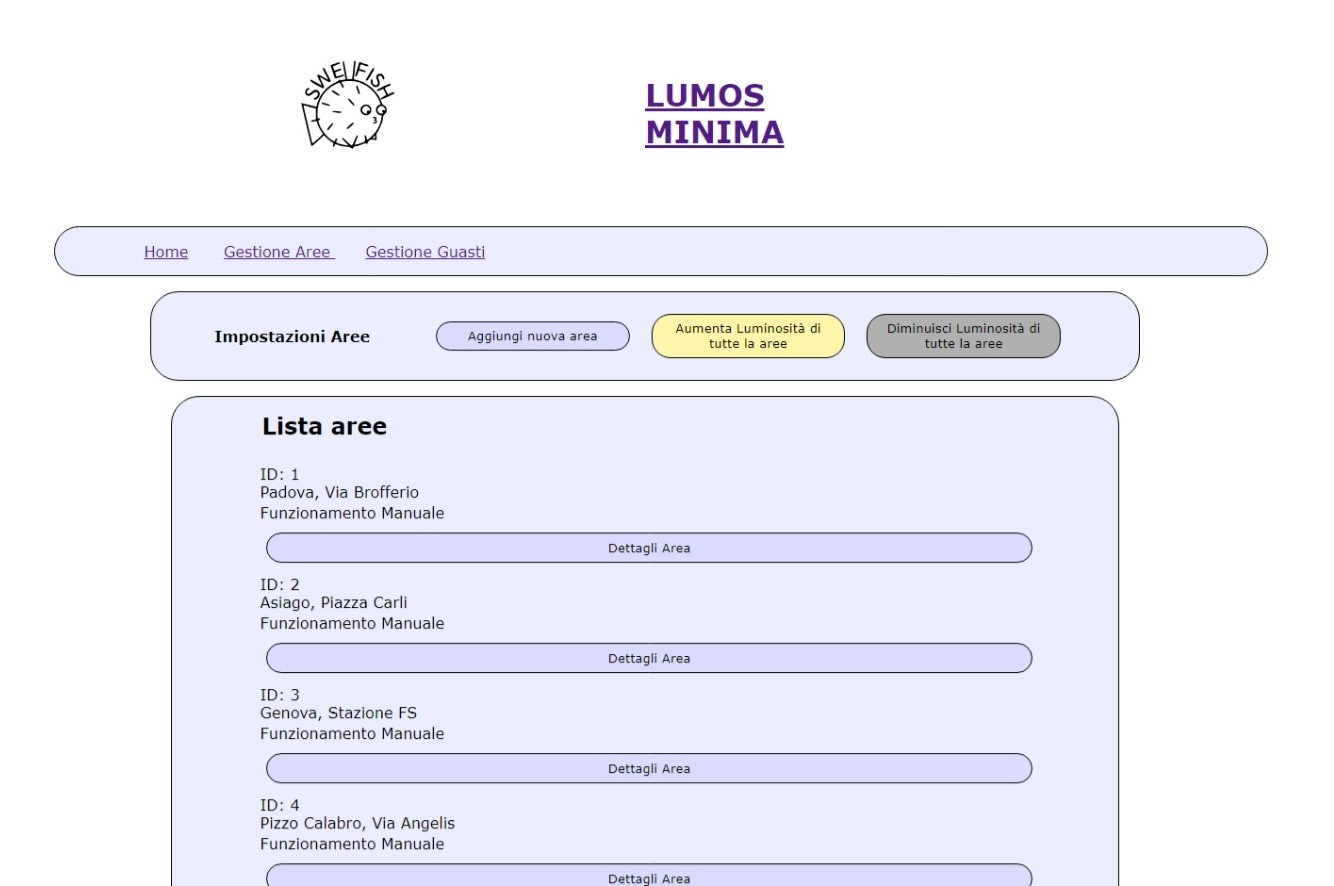 SWEllFISH
LUMOS
MINIMA
Home Gestione Aree Gestione Guasti
Impostazioni Aree
Aggiungi nuova area
Aumenta Luminosità di
tutte la aree
Diminuisci Luminosità di
tutte la aree
Lista aree
ID: 1
Padova, Via Brofferio
Funzionamento Manuale
Dettagli Area
ID: 2
Asiago, Piazza Carli
Funzionamento Manuale
Dettagli Area
ID: 3
Genova, Stazione FS
Funzionamento Manuale
Dettagli Area
ID: 4
Pizzo Calabro, Via Angelis
Funzionamento Manuale
Dettagli Area